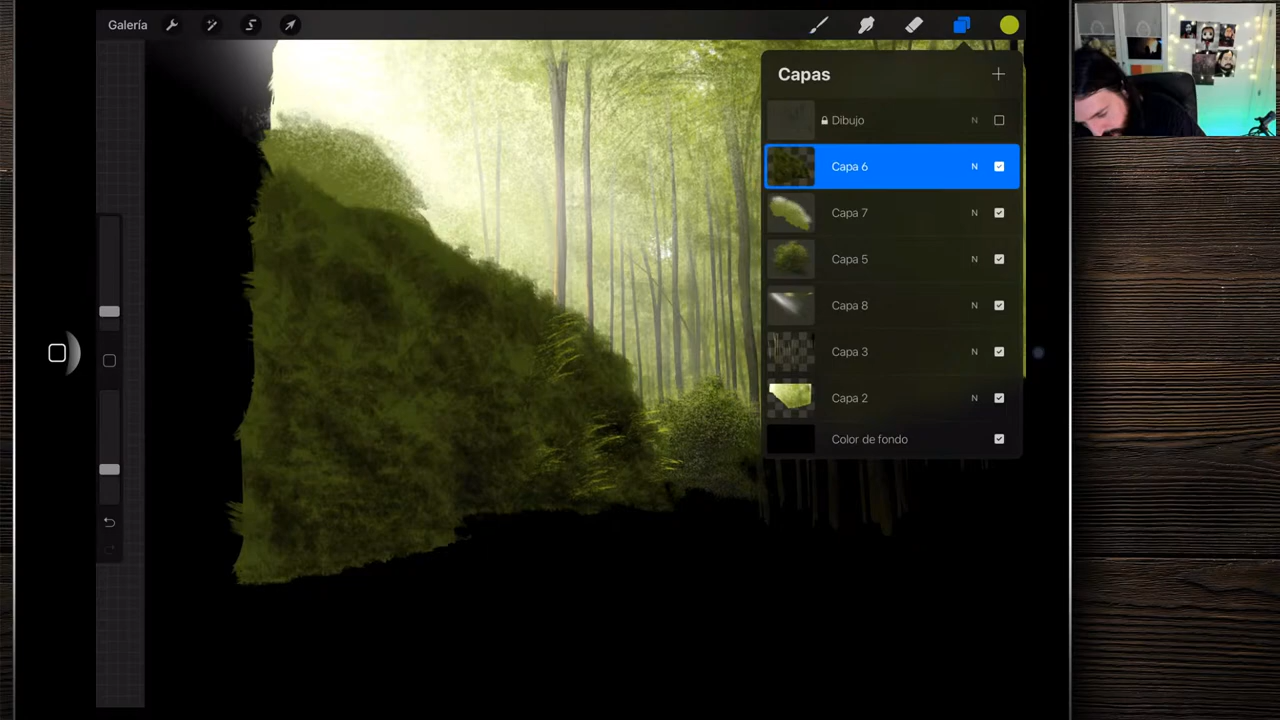 Galería
Capas
Dibujo N
Capa 6 N
Capa 7 N
Capa 5 N
Capa 8 N
Capa 3 N
Capa 2 N
Color de fondo